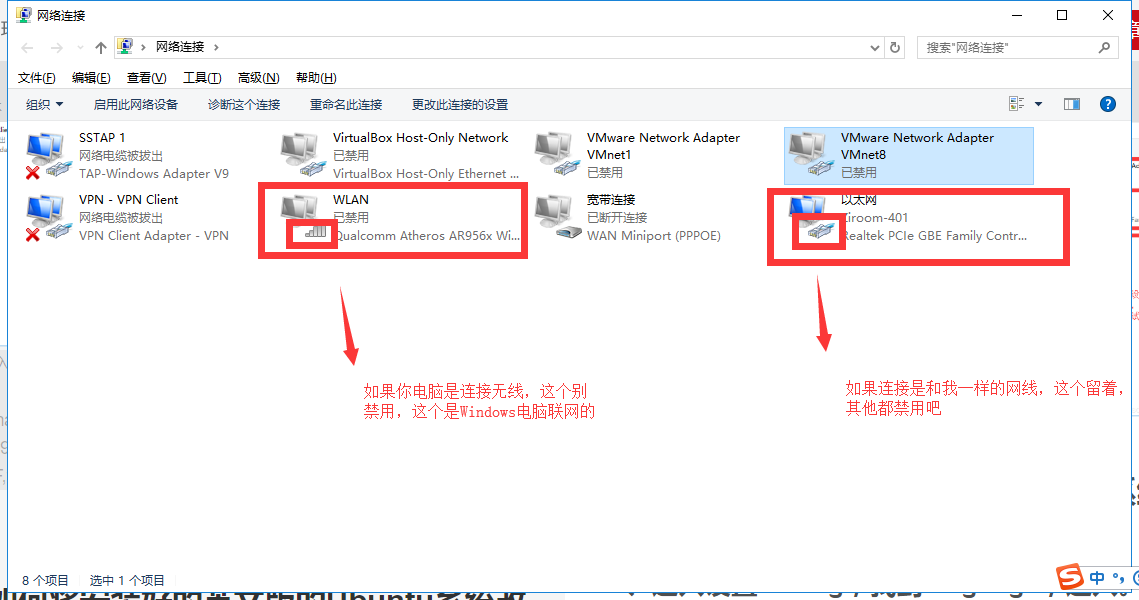 网络连接
网络连接
搜索"网络连接"
文件(F) 编辑(E) 查看(V) 工具(T) 高级(N) 帮助(H)
组织 启用此网络设备 诊断这个连接 重命名此连接 更改此连接的设置
SSTAP 1
网络电缆被拔出
TAP-Windows Adapter V9
VirtualBox Host-Only Network
已禁用
VirtualBox Host-Only Ethernet ...
VMware Network Adapter
VMnet1
已禁用
VMware Network Adapter
VMnet8
已禁用
VPN - VPN Client
网络电缆被拔出
VPN Client Adapter - VPN
WLAN
已禁用
Qualcomm Atheros AR956x Wi...
宽带连接
已断开连接
WAN Miniport (PPPOE)
以太网
Ziroom-401
Realtek PCIe GBE Family Contr...
如果你电脑是连接无线，这个别
禁用，这个是Windows电脑联网的
如果连接是和我一样的网线，这个留着，
其他都禁用吧
8 个项目 选中 1 个项目
中